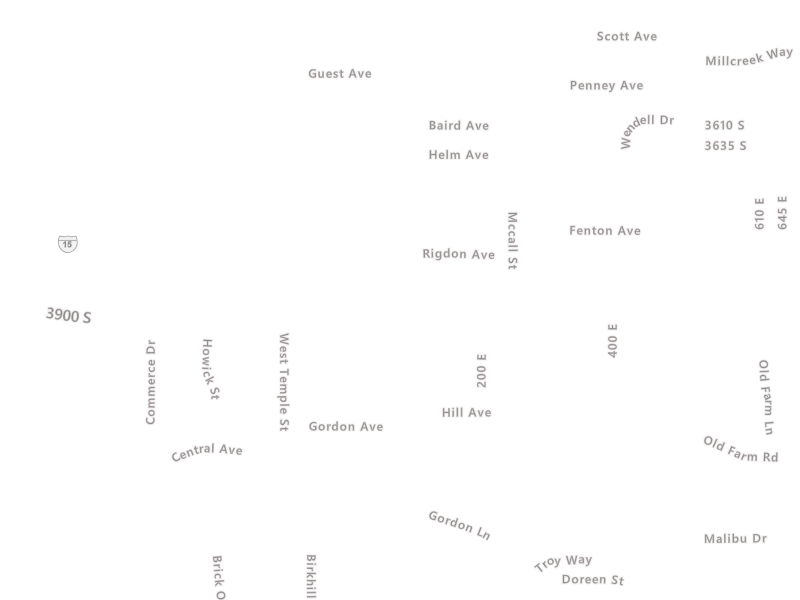 Scott Ave
Millcreek Way
Guest Ave
Penney Ave
Baird Ave
Wendell Dr
3610 S
3635 S
Helm Ave
610 E
645 E
Mccall St
Fenton Ave
15
Rigdon Ave
3900 S
Commerce Dr
Howick St
West Temple St
200 E
400 E
Old Farm Ln
Hill Ave
Gordon Ave
Central Ave
Old Farm Rd
Gordon Ln
Malibu Dr
Troy Way
Doreen St
Brick O
Birkhill